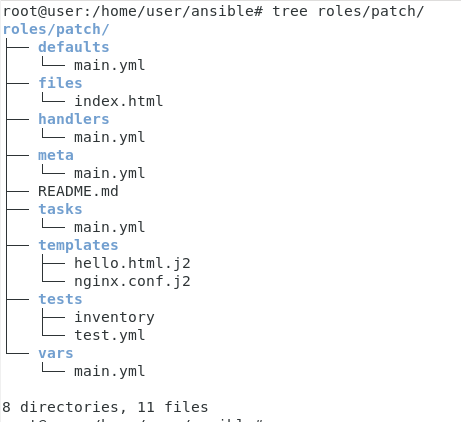 root@user:/home/user/ansible# tree roles/patch/
roles/patch/
├── defaults
│   └── main.yml
├── files
│   └── index.html
├── handlers
│   └── main.yml
├── meta
│   └── main.yml
├── README.md
├── tasks
│   └── main.yml
├── templates
│   ├── hello.html.j2
│   └── nginx.conf.j2
├── tests
│   ├── inventory
│   └── test.yml
└── vars
    └── main.yml
8 directories, 11 files